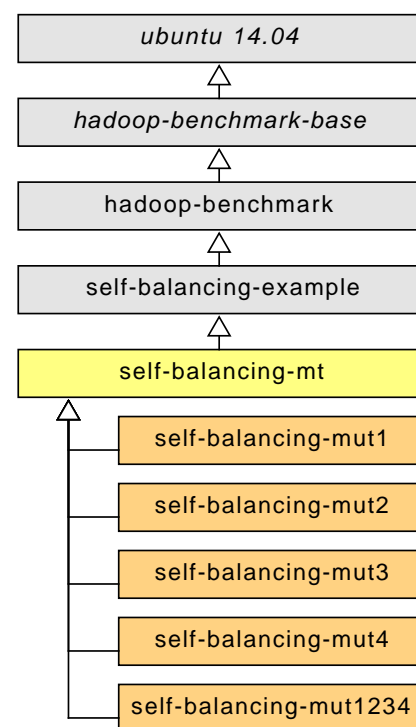 ubuntu 14.04
hadoop-benchmark-base
hadoop-benchmark
self-balancing-example
self-balancing-mt
self-balancing-mut1
self-balancing-mut2
self-balancing-mut3
self-balancing-mut4
self-balancing-mut1234